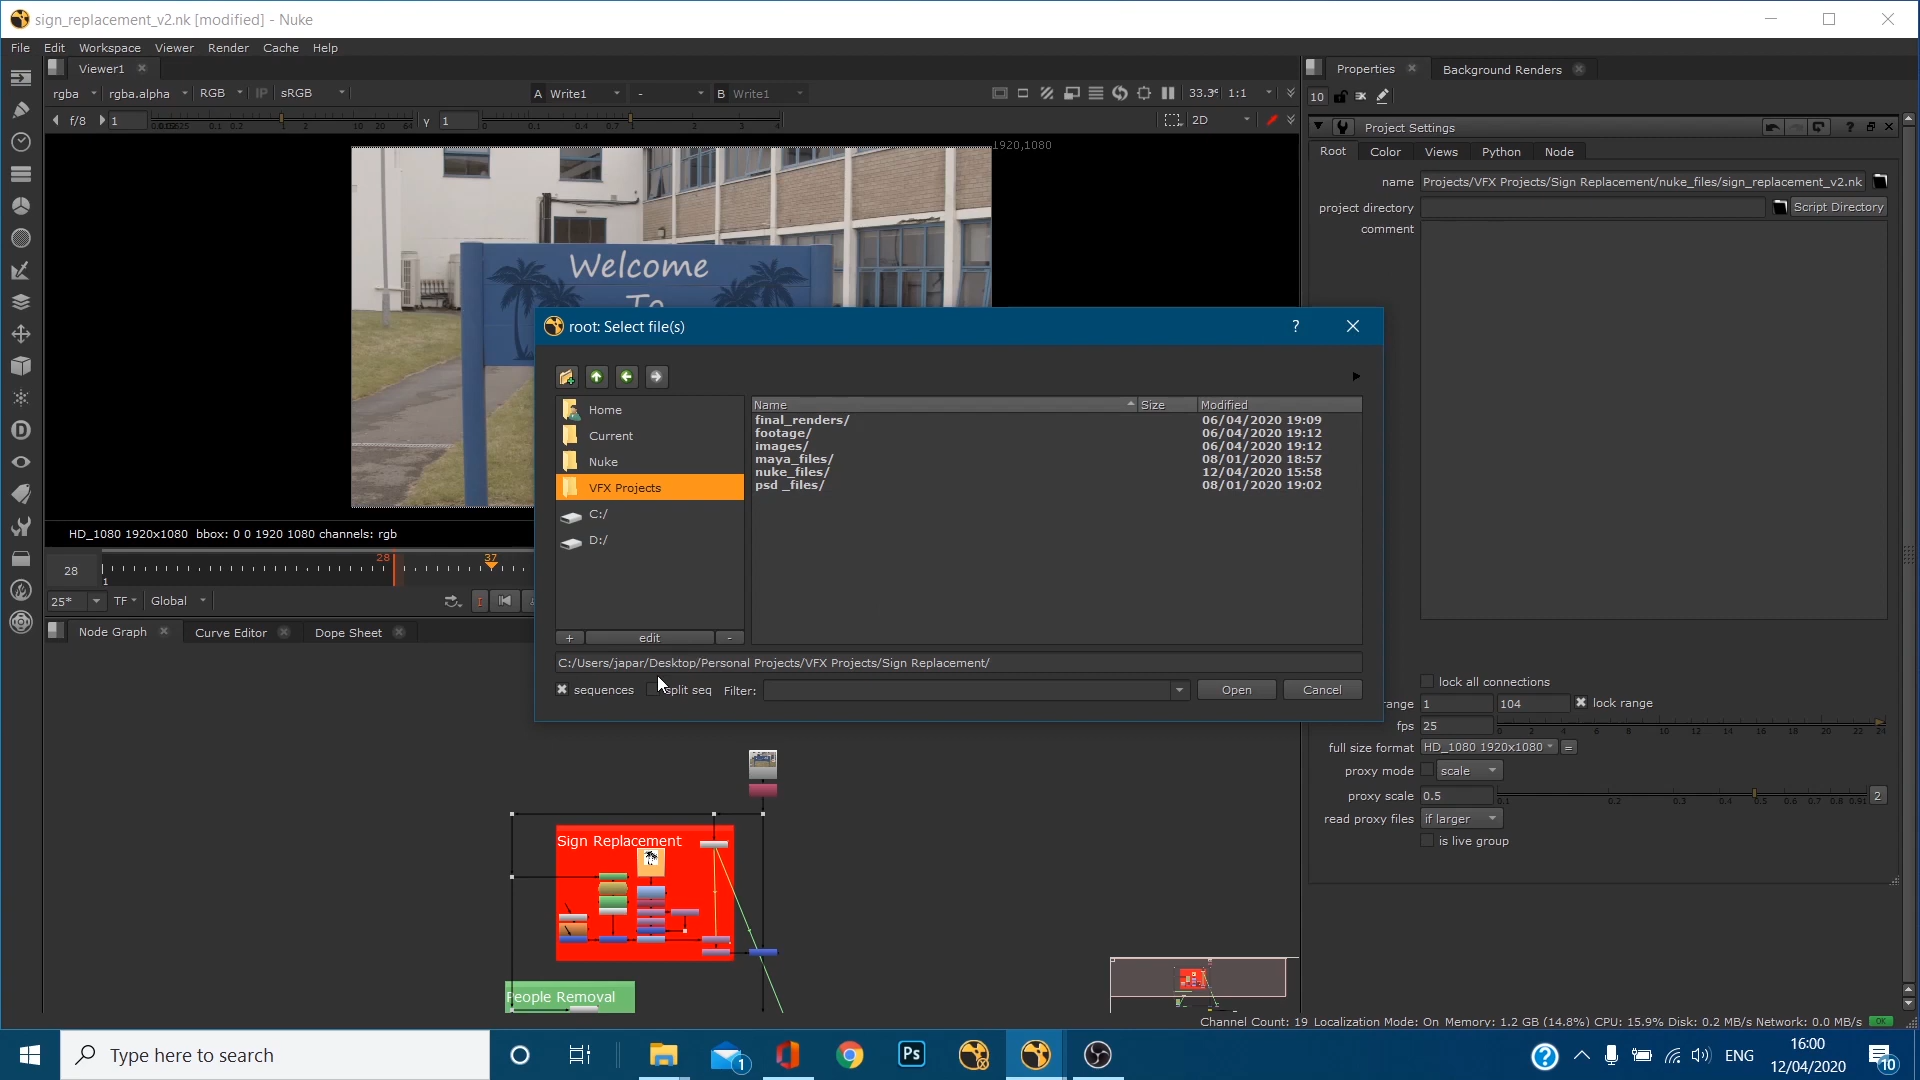 sign_replacement_v2.nk [modified] - Nuke
File Edit Workspace Viewer Render Cache Help
Viewer1
rgba rgba.alpha RGB IP sRGB A Write1 - B Write1 33.3% 1:1
f/8 1 y 1 2D
1920,1080
Welcome
To
HD_1080 1920x1080 bbox: 0 0 1920 1080 channels: rgb
28 1 28 37
25* TF Global
Node Graph Curve Editor Dope Sheet
Sign Replacement
People Removal
root: Select file(s)
?
Home
Current
Nuke
VFX Projects
C:/
D:/
+ edit -
Name Size Modified
final_renders/ 06/04/2020 19:09
footage/ 06/04/2020 19:12
images/ 06/04/2020 19:12
maya_files/ 08/01/2020 18:57
nuke_files/ 12/04/2020 15:58
psd _files/ 08/01/2020 19:02
C:/Users/japar/Desktop/Personal Projects/VFX Projects/Sign Replacement/
sequences split seq Filter: Open Cancel
Properties Background Renders
10
Project Settings ?
Root Color Views Python Node
name Projects/VFX Projects/Sign Replacement/nuke_files/sign_replacement_v2.nk
project directory Script Directory
comment
lock all connections
range 1 104 lock range
fps 25
full size format HD_1080 1920x1080 =
proxy mode scale
proxy scale 0.5 2
read proxy files if larger
is live group
Channel Count: 19 Localization Mode: On Memory: 1.2 GB (14.8%) CPU: 15.9% Disk: 0.2 MB/s Network: 0.0 MB/s OK
Type here to search
1
Ps
ENG
16:00
12/04/2020
10